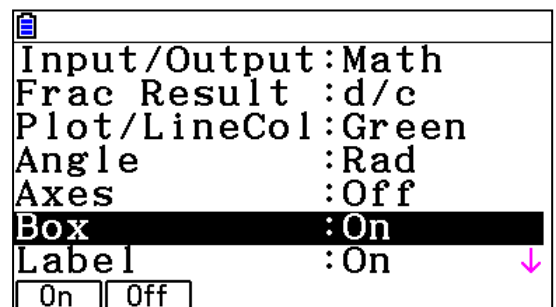 Input/Output:Math
Frac Result :d/c
Plot/LineCol:Green
Angle :Rad
Axes :Off
Box :On
Label :On ↓
On Off